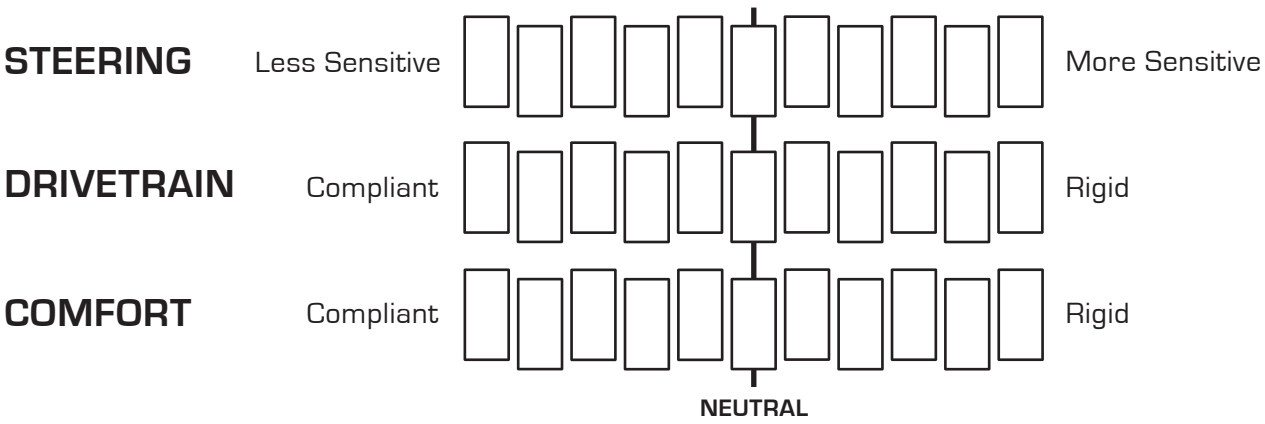 STEERING Less Sensitive More Sensitive
DRIVETRAIN Compliant Rigid
COMFORT Compliant Rigid
NEUTRAL